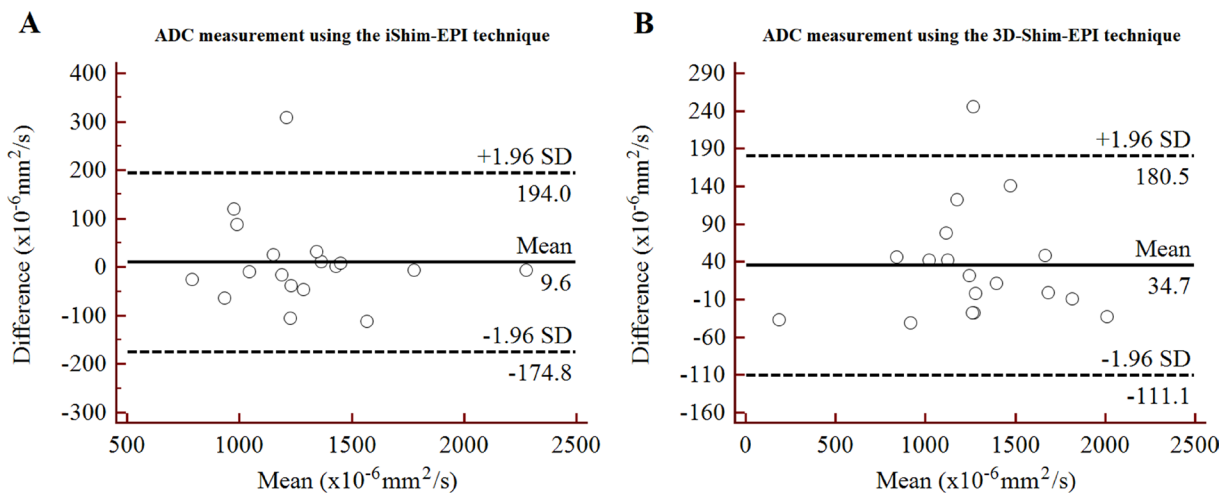 A
ADC measurement using the iShim-EPI technique
Difference (x10-6mm2/s)
400
300
200
100
0
-100
-200
-300
+1.96 SD
194.0
Mean
9.6
-1.96 SD
-174.8
500
1000
1500
2000
2500
Mean (x10-6mm2/s)
B
ADC measurement using the 3D-Shim-EPI technique
Difference (x10-6mm2/s)
290
240
180
140
90
40
-10
-60
-110
-160
+1.96 SD
180.5
Mean
34.7
-1.96 SD
-111.1
0
500
1000
1500
2000
2500
Mean (x10-6mm2/s)